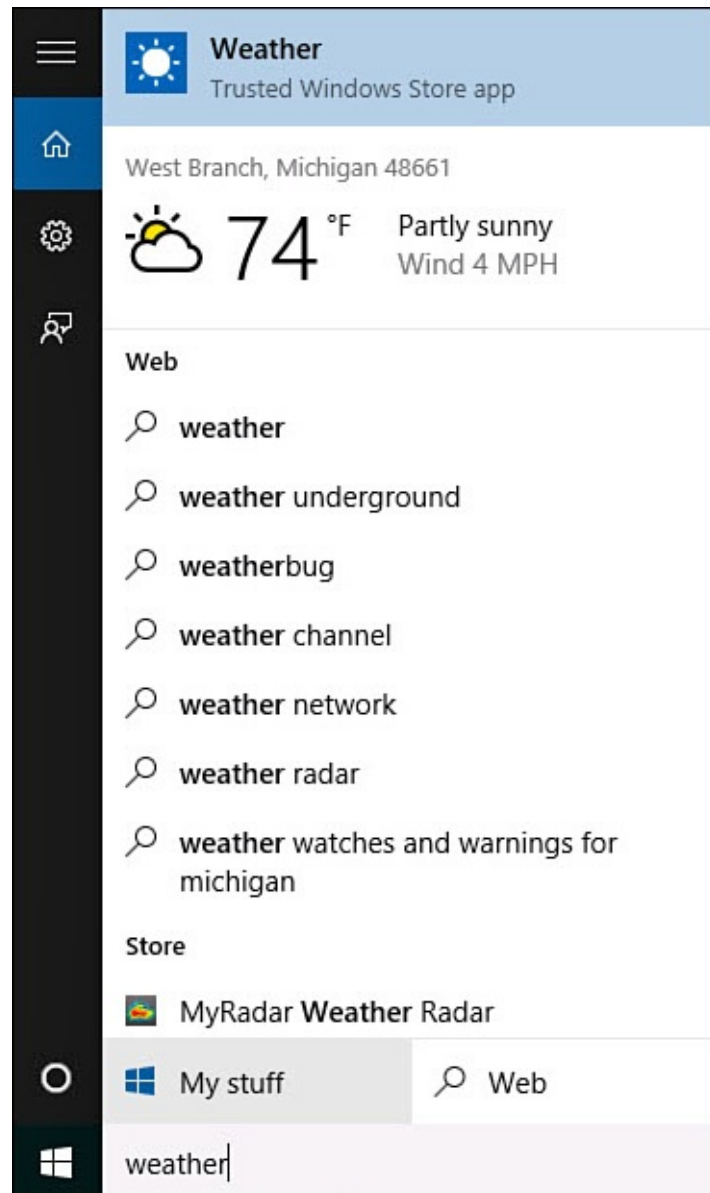 Weather
Trusted Windows Store app
West Branch, Michigan 48661
74 °F
Partly sunny
Wind 4 MPH
Web
weather
weather underground
weatherbug
weather channel
weather network
weather radar
weather watches and warnings for
michigan
Store
MyRadar Weather Radar
My stuff
Web
weather